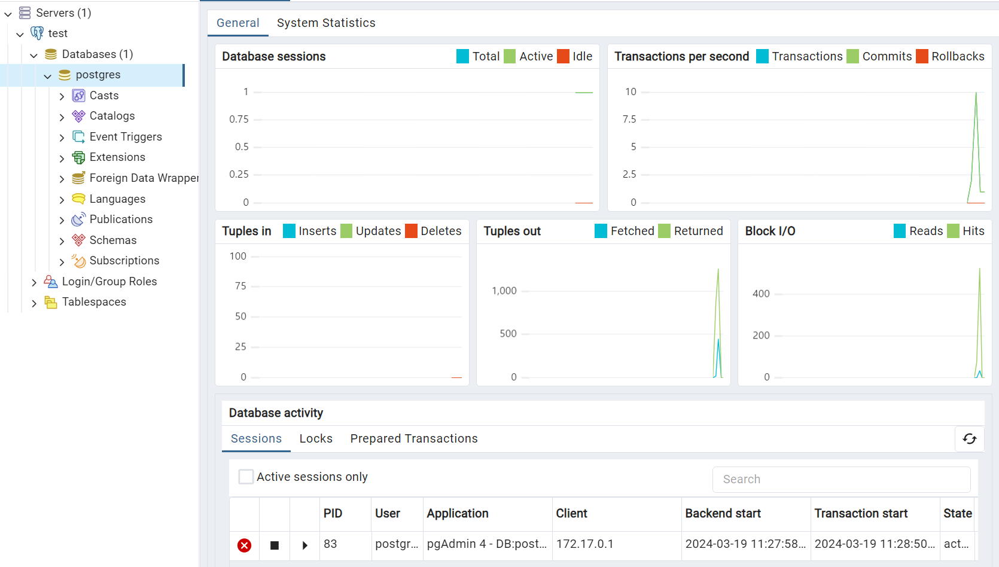 Servers (1)
test
Databases (1)
postgres
Casts
Catalogs
Event Triggers
Extensions
Foreign Data Wrapper
Languages
Publications
Schemas
Subscriptions
Login/Group Roles
Tablespaces
General System Statistics
Database sessions Total Active Idle
1
0.75
0.5
0.25
0
Transactions per second Transactions Commits Rollbacks
10
7.5
5
2.5
0
Tuples in Inserts Updates Deletes
100
75
50
25
0
Tuples out Fetched Returned
1,000
500
0
Block I/O Reads Hits
400
200
0
Database activity
Sessions Locks Prepared Transactions
Active sessions only Search
PID User Application Client Backend start Transaction start State
83 postgr... pgAdmin 4 - DB:post... 172.17.0.1 2024-03-19 11:27:58... 2024-03-19 11:28:50... act...